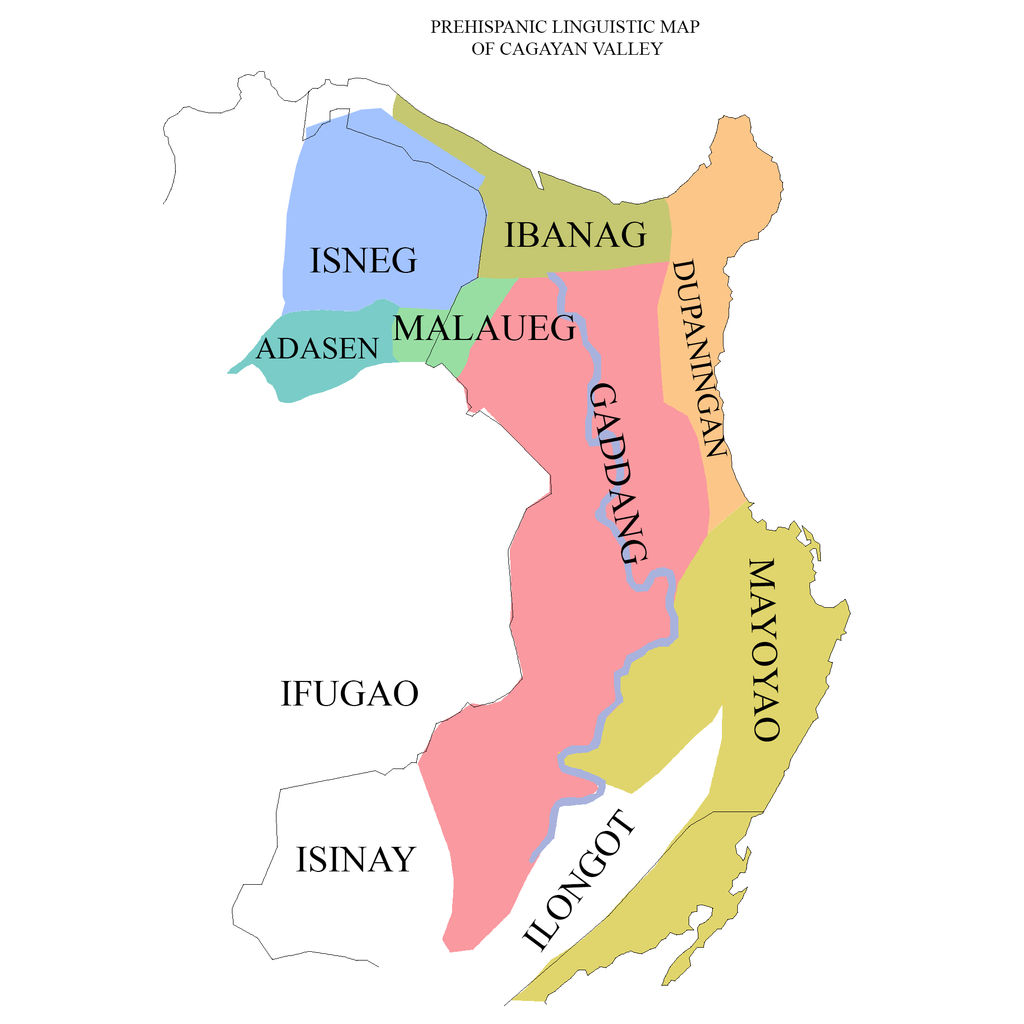 PREHISPANIC LINGUISTIC MAP
OF CAGAYAN VALLEY
IBANAG
ISNEG
MALAUEG
ADASEN
DUPANINGAN
GADDANG
MAYOYAO
IFUGAO
ISINAY
ILONGOT